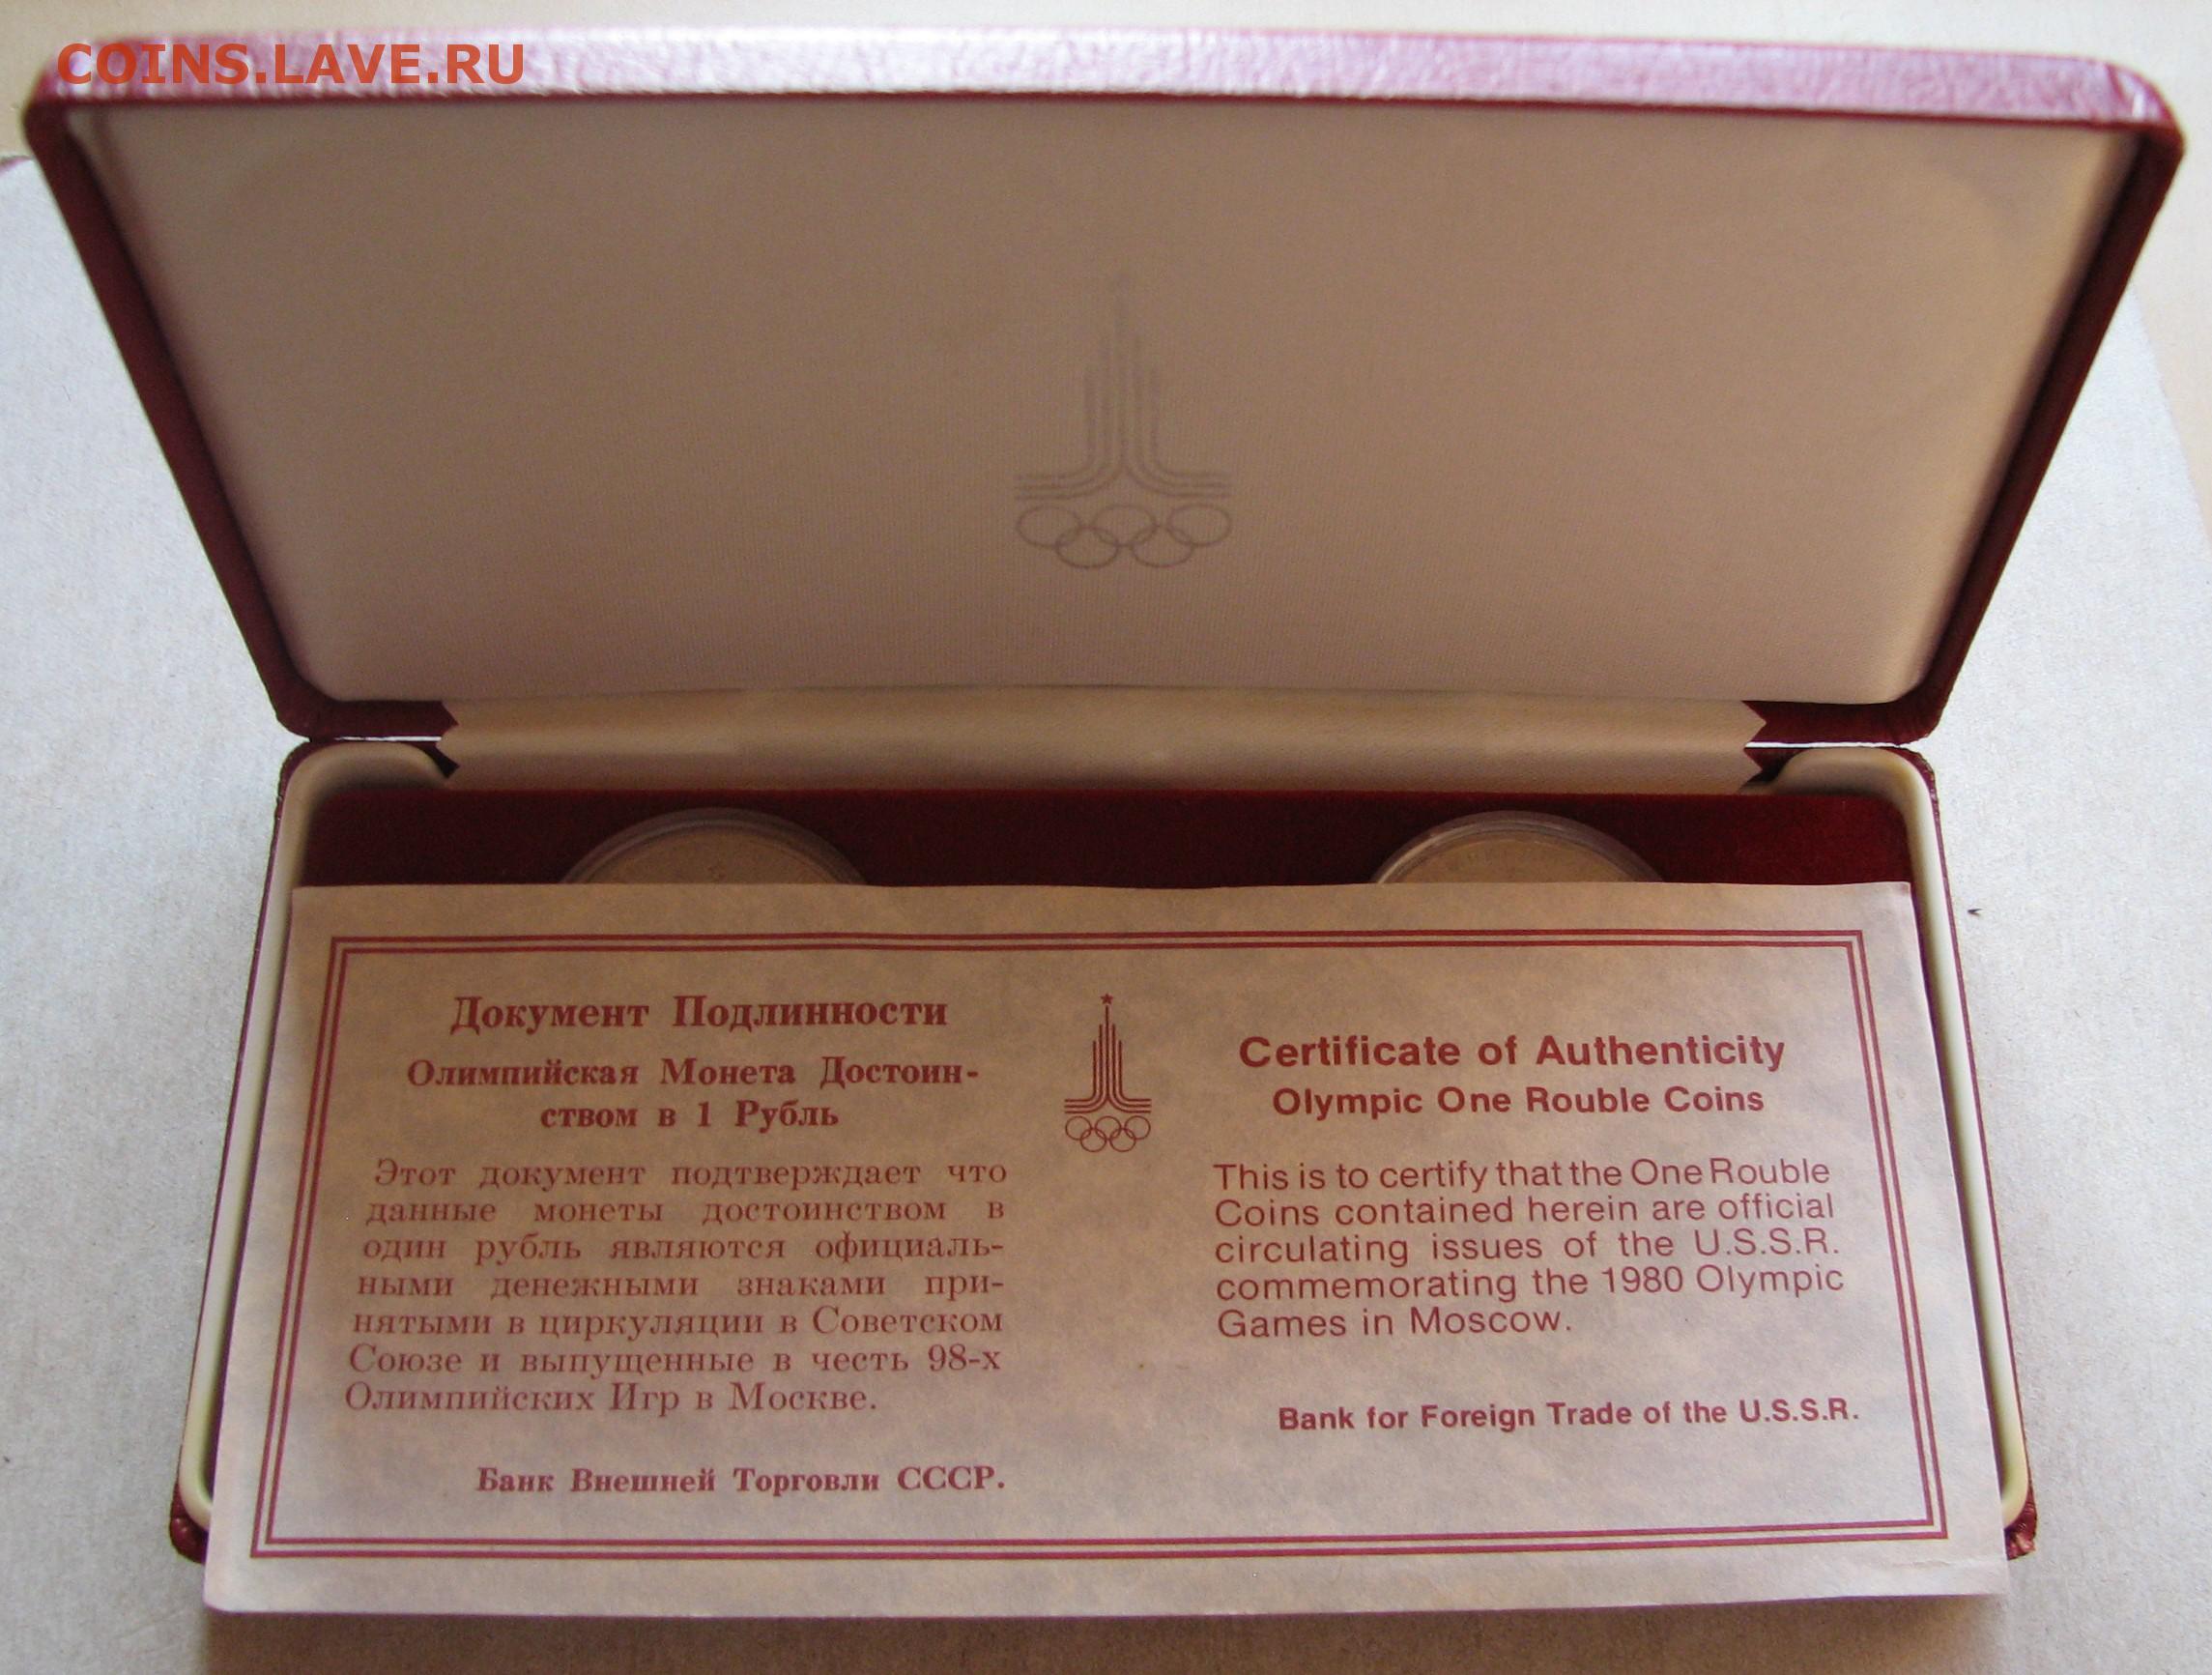 COINS.LAVE.RU
Документ Подлинности
Олимпийская Монета Достоин-
ством в 1 Рубль
Этот документ подтверждает что
данные монеты достоинством в
один рубль являются официаль-
ными денежными знаками при-
нятыми в циркуляции в Советском
Союзе и выпущенные в честь 98-х
Олимпийских Игр в Москве.
Банк Внешней Торговли СССР.
Certificate of Authenticity
Olympic One Rouble Coins
This is to certify that the One Rouble
Coins contained herein are official
circulating issues of the U.S.S.R.
commemorating the 1980 Olympic
Games in Moscow.
Bank for Foreign Trade of the U.S.S.R.